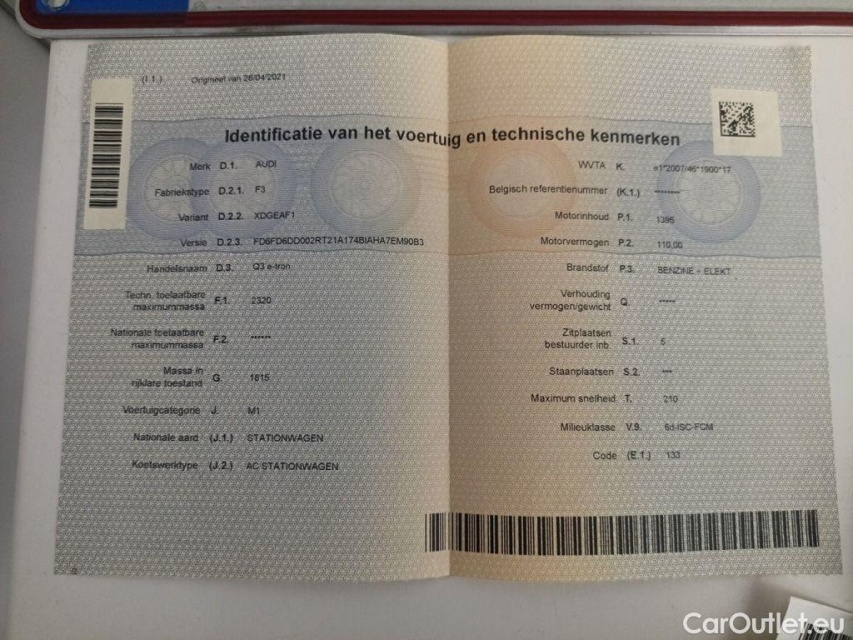 (I.1.) Origineel van 26/04/2021
Identificatie van het voertuig en technische kenmerken
Merk D.1. AUDI
Fabriekstype D.2.1. F3
Variant D.2.2. XDGEAF1
Versie D.2.3. FD6FD6DD002RT21A174BIAHA7EM90B3
Handelsnaam D.3. Q3 e-tron
Techn. toelaatbare
maximummassa F.1. 2320
Nationale toelaatbare
maximummassa F.2. ******
Massa in
rijklare toestand G. 1815
Voertuigcategorie J. M1
Nationale aard (J.1.) STATIONWAGEN
Koetswerktype (J.2.) AC STATIONWAGEN
WVTA K. e1*2007/46*1900*17
Belgisch referentienummer (K.1.) -------
Motorinhoud P.1. 1395
Motorvermogen P.2. 110,00
Brandstof P.3. BENZINE + ELEKT
Verhouding
vermogen/gewicht Q. -----
Zitplaatsen
bestuurder inb. S.1. 5
Staanplaatsen S.2. ---
Maximum snelheid T. 210
Milieuklasse V.9. 6d-ISC-FCM
Code (E.1.) 133
CarOutlet.eu